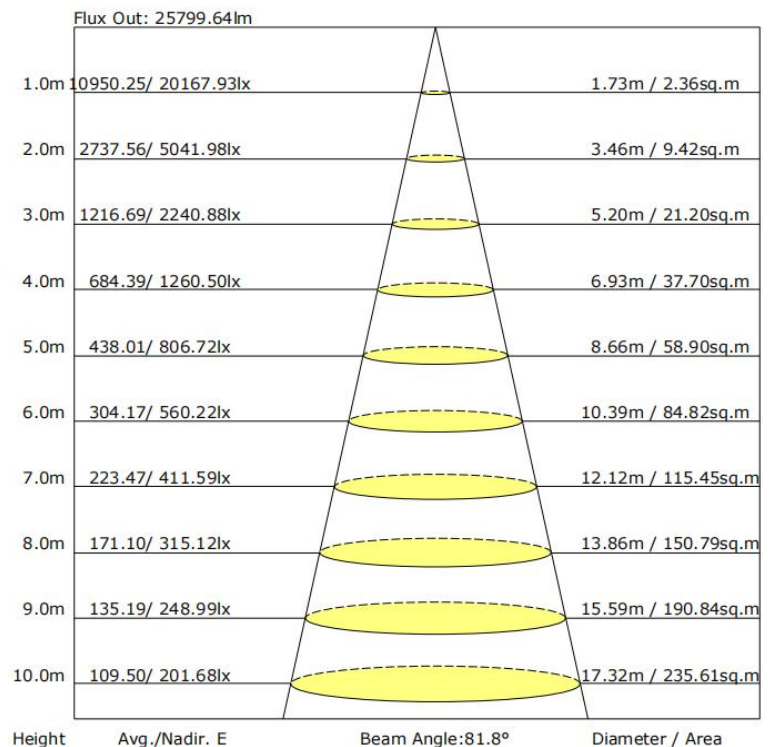 Flux Out: 25799.64lm
1.0m 10950.25/ 20167.93lx 1.73m / 2.36sq.m
2.0m 2737.56/ 5041.98lx 3.46m / 9.42sq.m
3.0m 1216.69/ 2240.88lx 5.20m / 21.20sq.m
4.0m 684.39/ 1260.50lx 6.93m / 37.70sq.m
5.0m 438.01/ 806.72lx 8.66m / 58.90sq.m
6.0m 304.17/ 560.22lx 10.39m / 84.82sq.m
7.0m 223.47/ 411.59lx 12.12m / 115.45sq.m
8.0m 171.10/ 315.12lx 13.86m / 150.79sq.m
9.0m 135.19/ 248.99lx 15.59m / 190.84sq.m
10.0m 109.50/ 201.68lx 17.32m / 235.61sq.m
Height Avg./Nadir. E Beam Angle:81.8° Diameter / Area